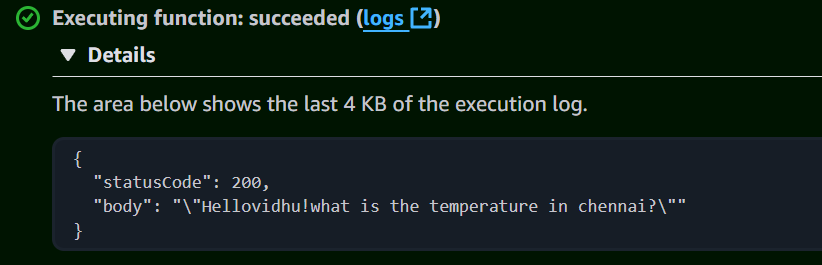 Executing function: succeeded (logs)
Details
The area below shows the last 4 KB of the execution log.
{
  "statusCode": 200,
  "body": "\"Hellovidhu!what is the temperature in chennai?\""
}